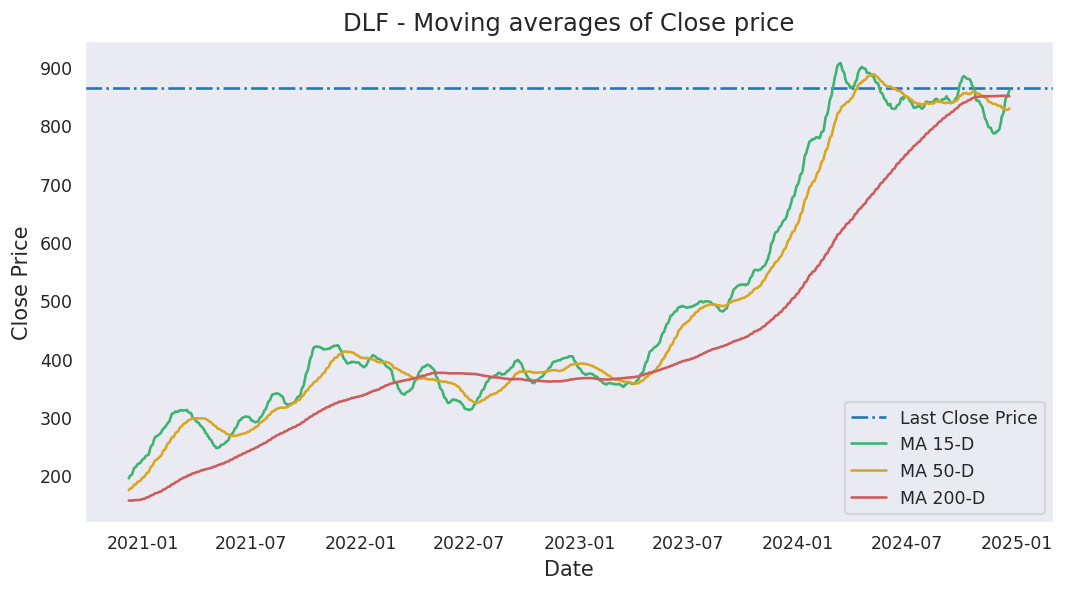 DLF - Moving averages of Close price
Close Price
900
800
700
600
500
400
300
200
Last Close Price
MA 15-D
MA 50-D
MA 200-D
2021-01 2021-07 2022-01 2022-07 2023-01 2023-07 2024-01 2024-07 2025-01
Date